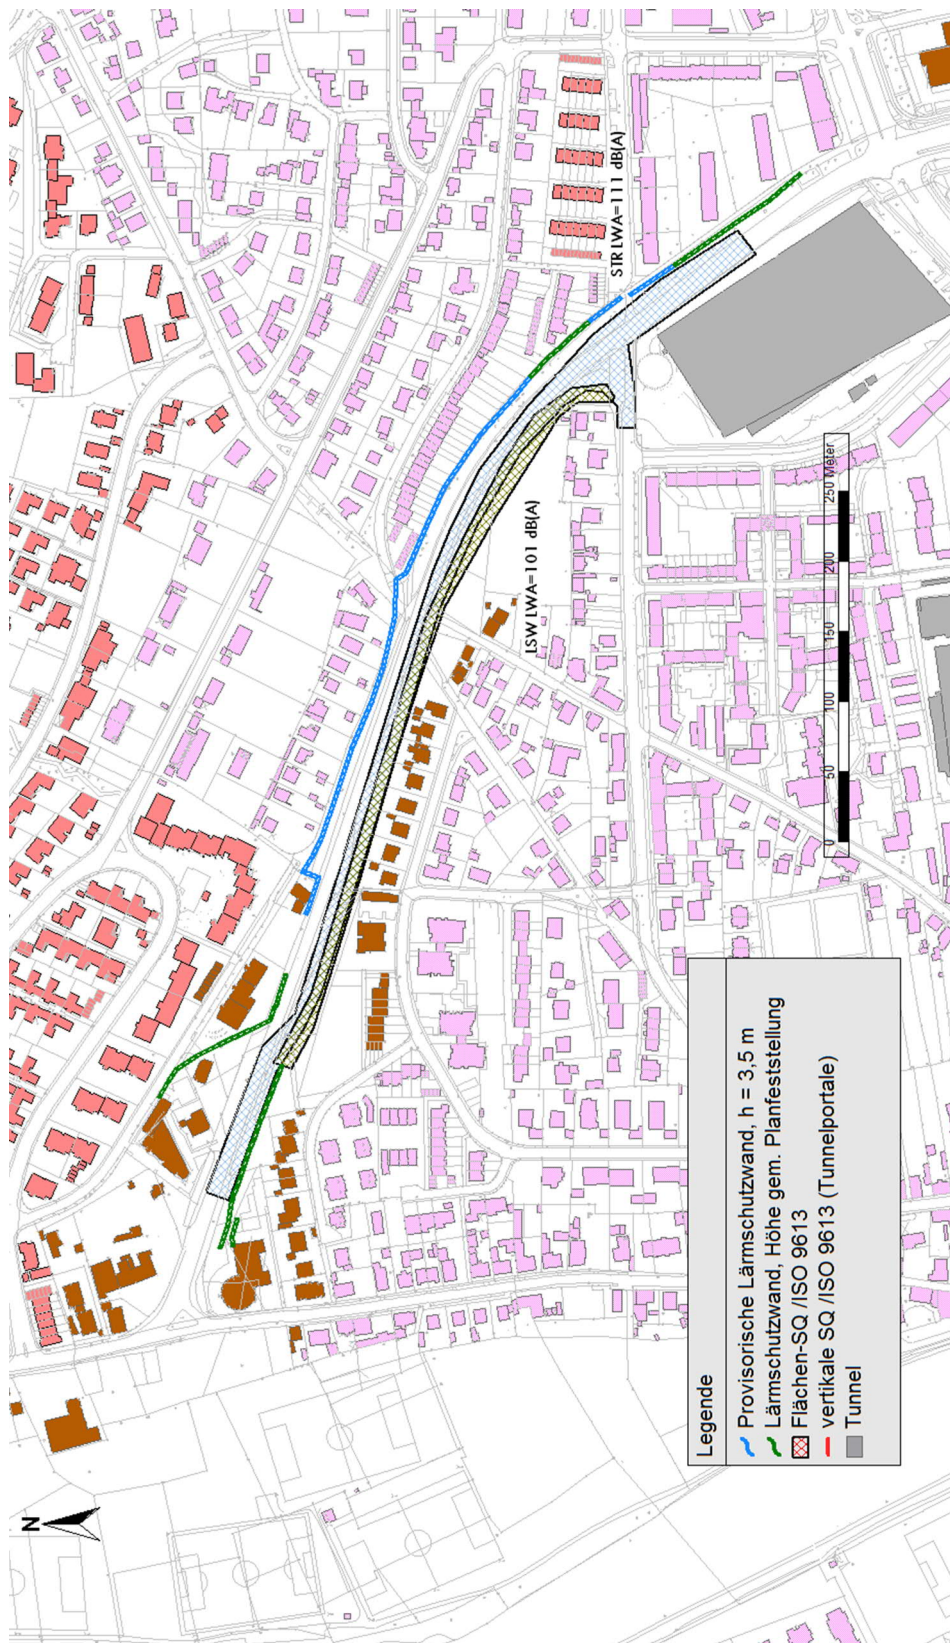 N
STR LWA=111 dB(A)
LSW LWA=101 dB(A)
0 50 100 150 200 250 Meter
Legende
Provisorische Lärmschutzwand, h = 3,5 m
Lärmschutzwand, Höhe gem. Planfeststellung
Flächen-SQ /ISO 9613
vertikale SQ /ISO 9613 (Tunnelportale)
Tunnel